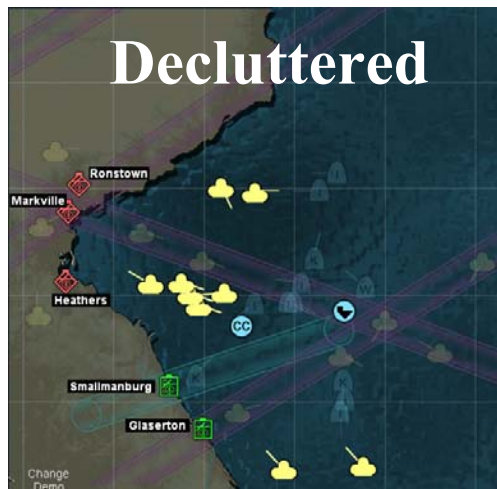 Decluttered
Ronstown
Markville
Heathers
CC
Smallmanburg
Glaserton
Change
Demo